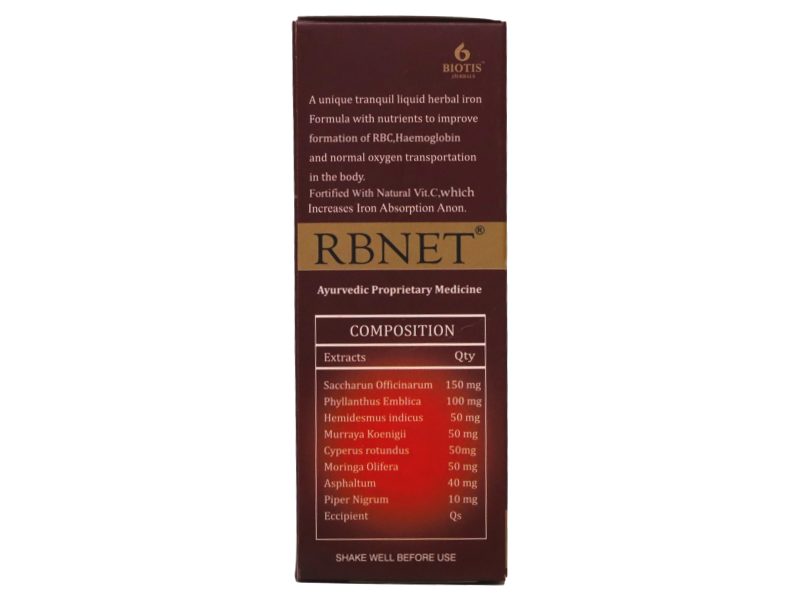 6
BIOTIS
HERBALS
A unique tranquil liquid herbal iron
Formula with nutrients to improve
formation of RBC,Haemoglobin
and normal oxygen transportation
in the body.
Fortified With Natural Vit.C,which
Increases Iron Absorption Anon.
RBNET®
Ayurvedic Proprietary Medicine
COMPOSITION
Extracts Qty
Saccharun Officinarum 150 mg
Phyllanthus Emblica 100 mg
Hemidesmus indicus 50 mg
Murraya Koenigii 50 mg
Cyperus rotundus 50mg
Moringa Olifera 50 mg
Asphaltum 40 mg
Piper Nigrum 10 mg
Eccipient Qs
SHAKE WELL BEFORE USE